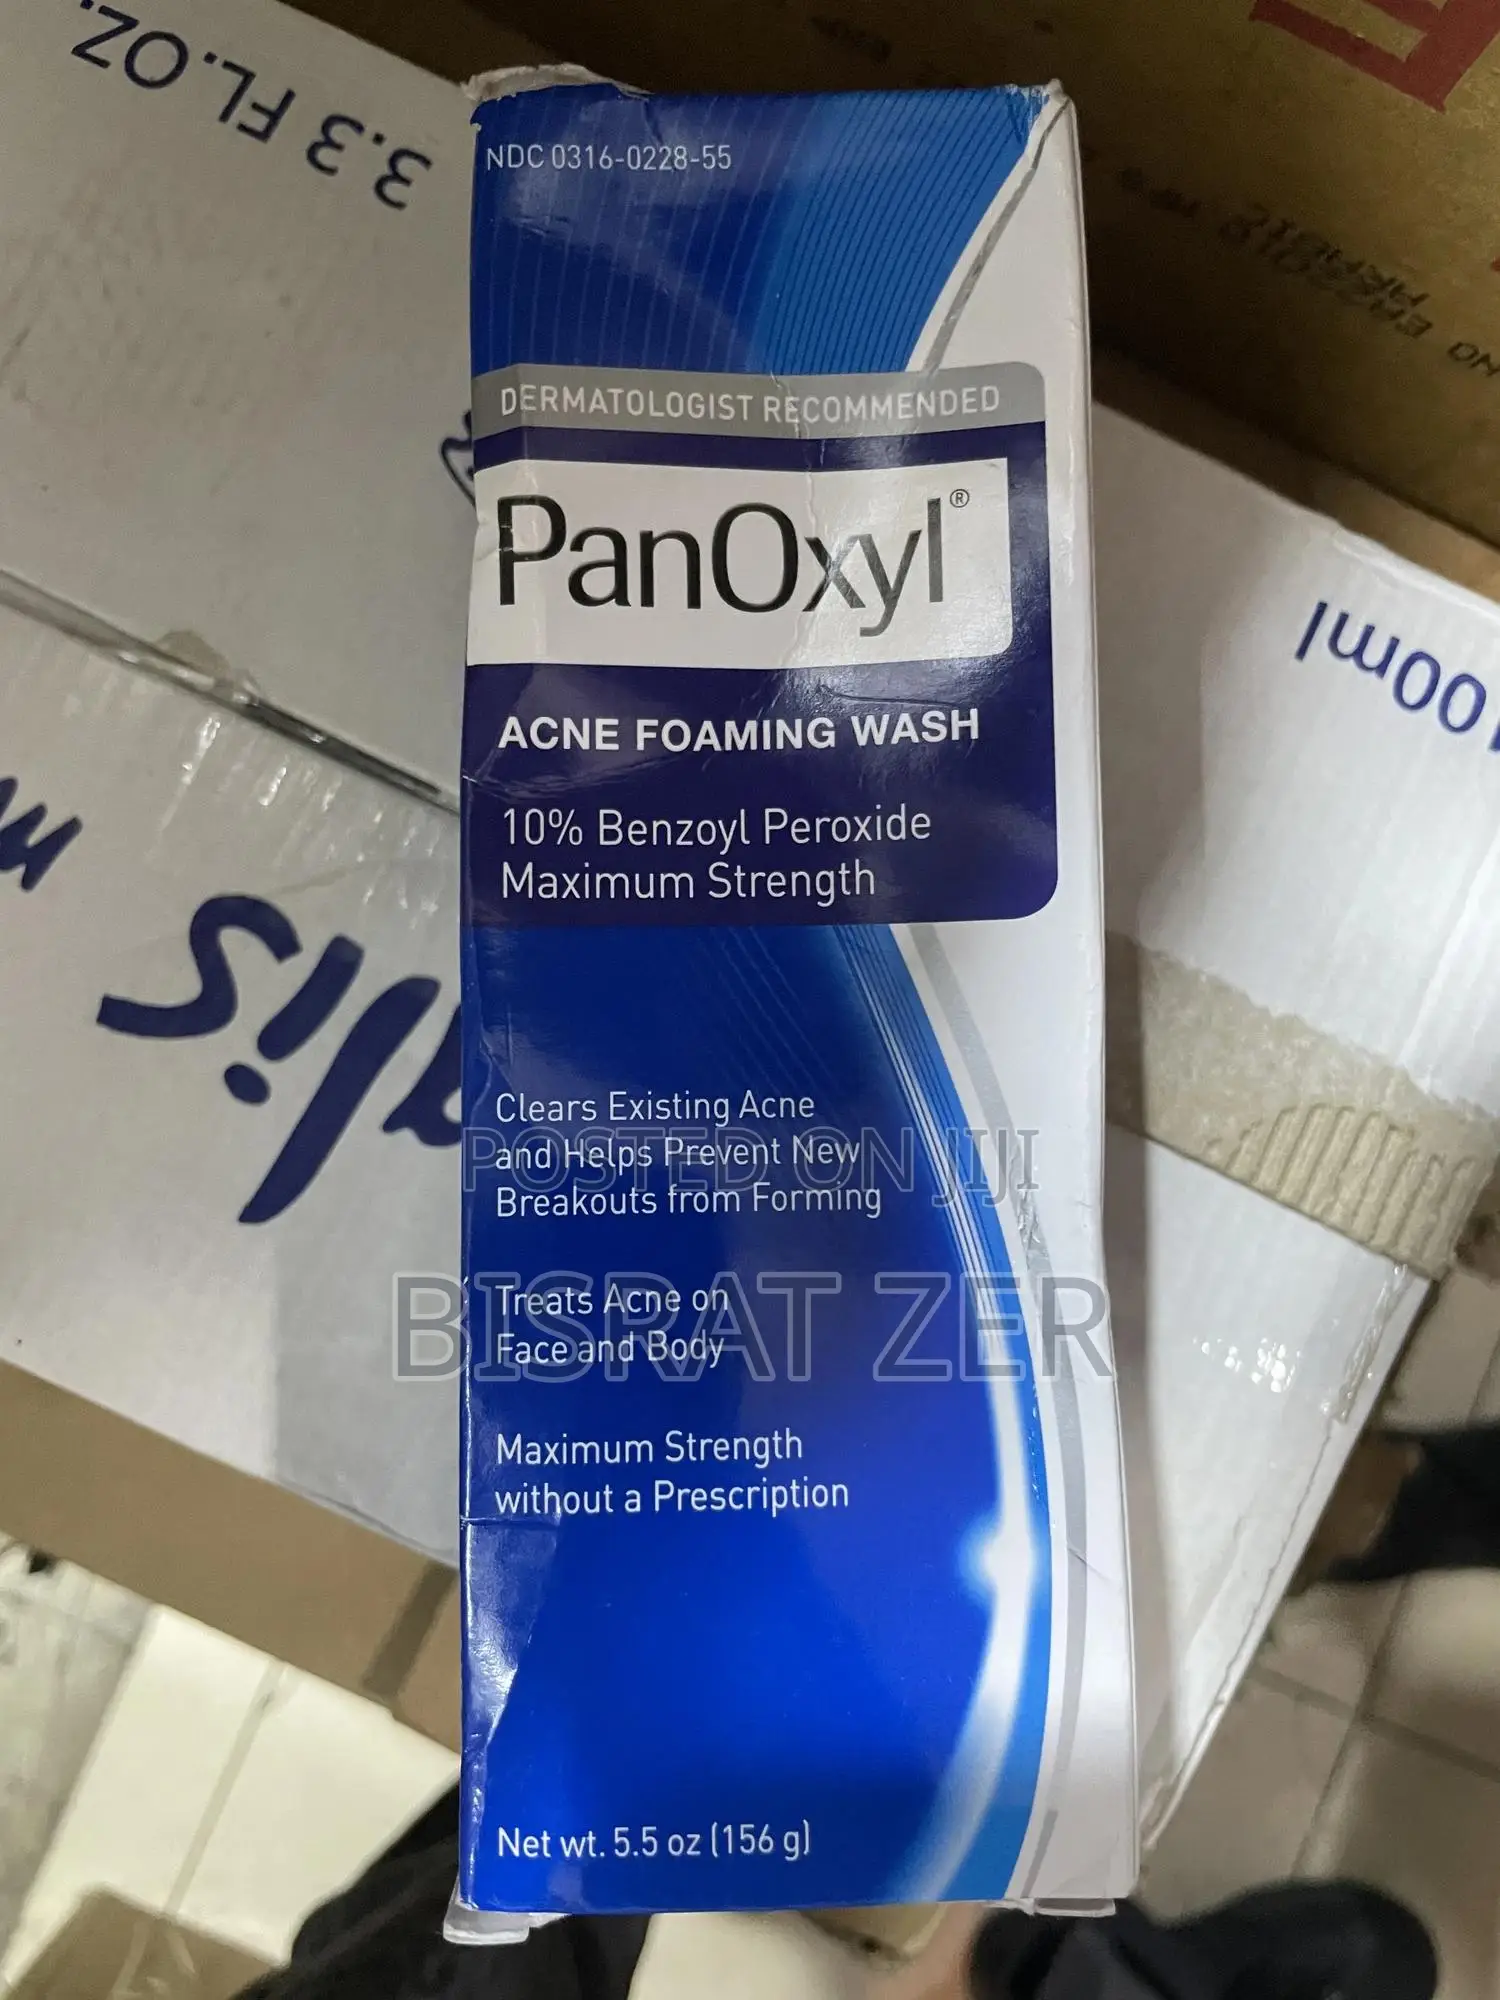 3.3 FL.OZ.
NDC 0316-0228-55
DERMATOLOGIST RECOMMENDED
PanOxyl®
ACNE FOAMING WASH
10% Benzoyl Peroxide
Maximum Strength
100ml
Clears Existing Acne
and Helps Prevent New
Breakouts from Forming
POSTED ON JIJI
BISRAT ZER
Treats Acne on
Face and Body
Maximum Strength
without a Prescription
Net wt. 5.5 oz (156 g)